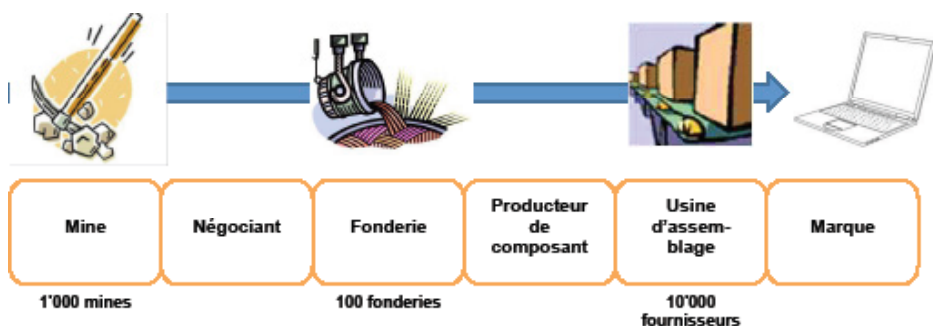 Mine
Négociant
Fonderie
Producteur
de
composant
Usine
d'assem-
blage
Marque
1'000 mines
100 fonderies
10'000
fournisseurs